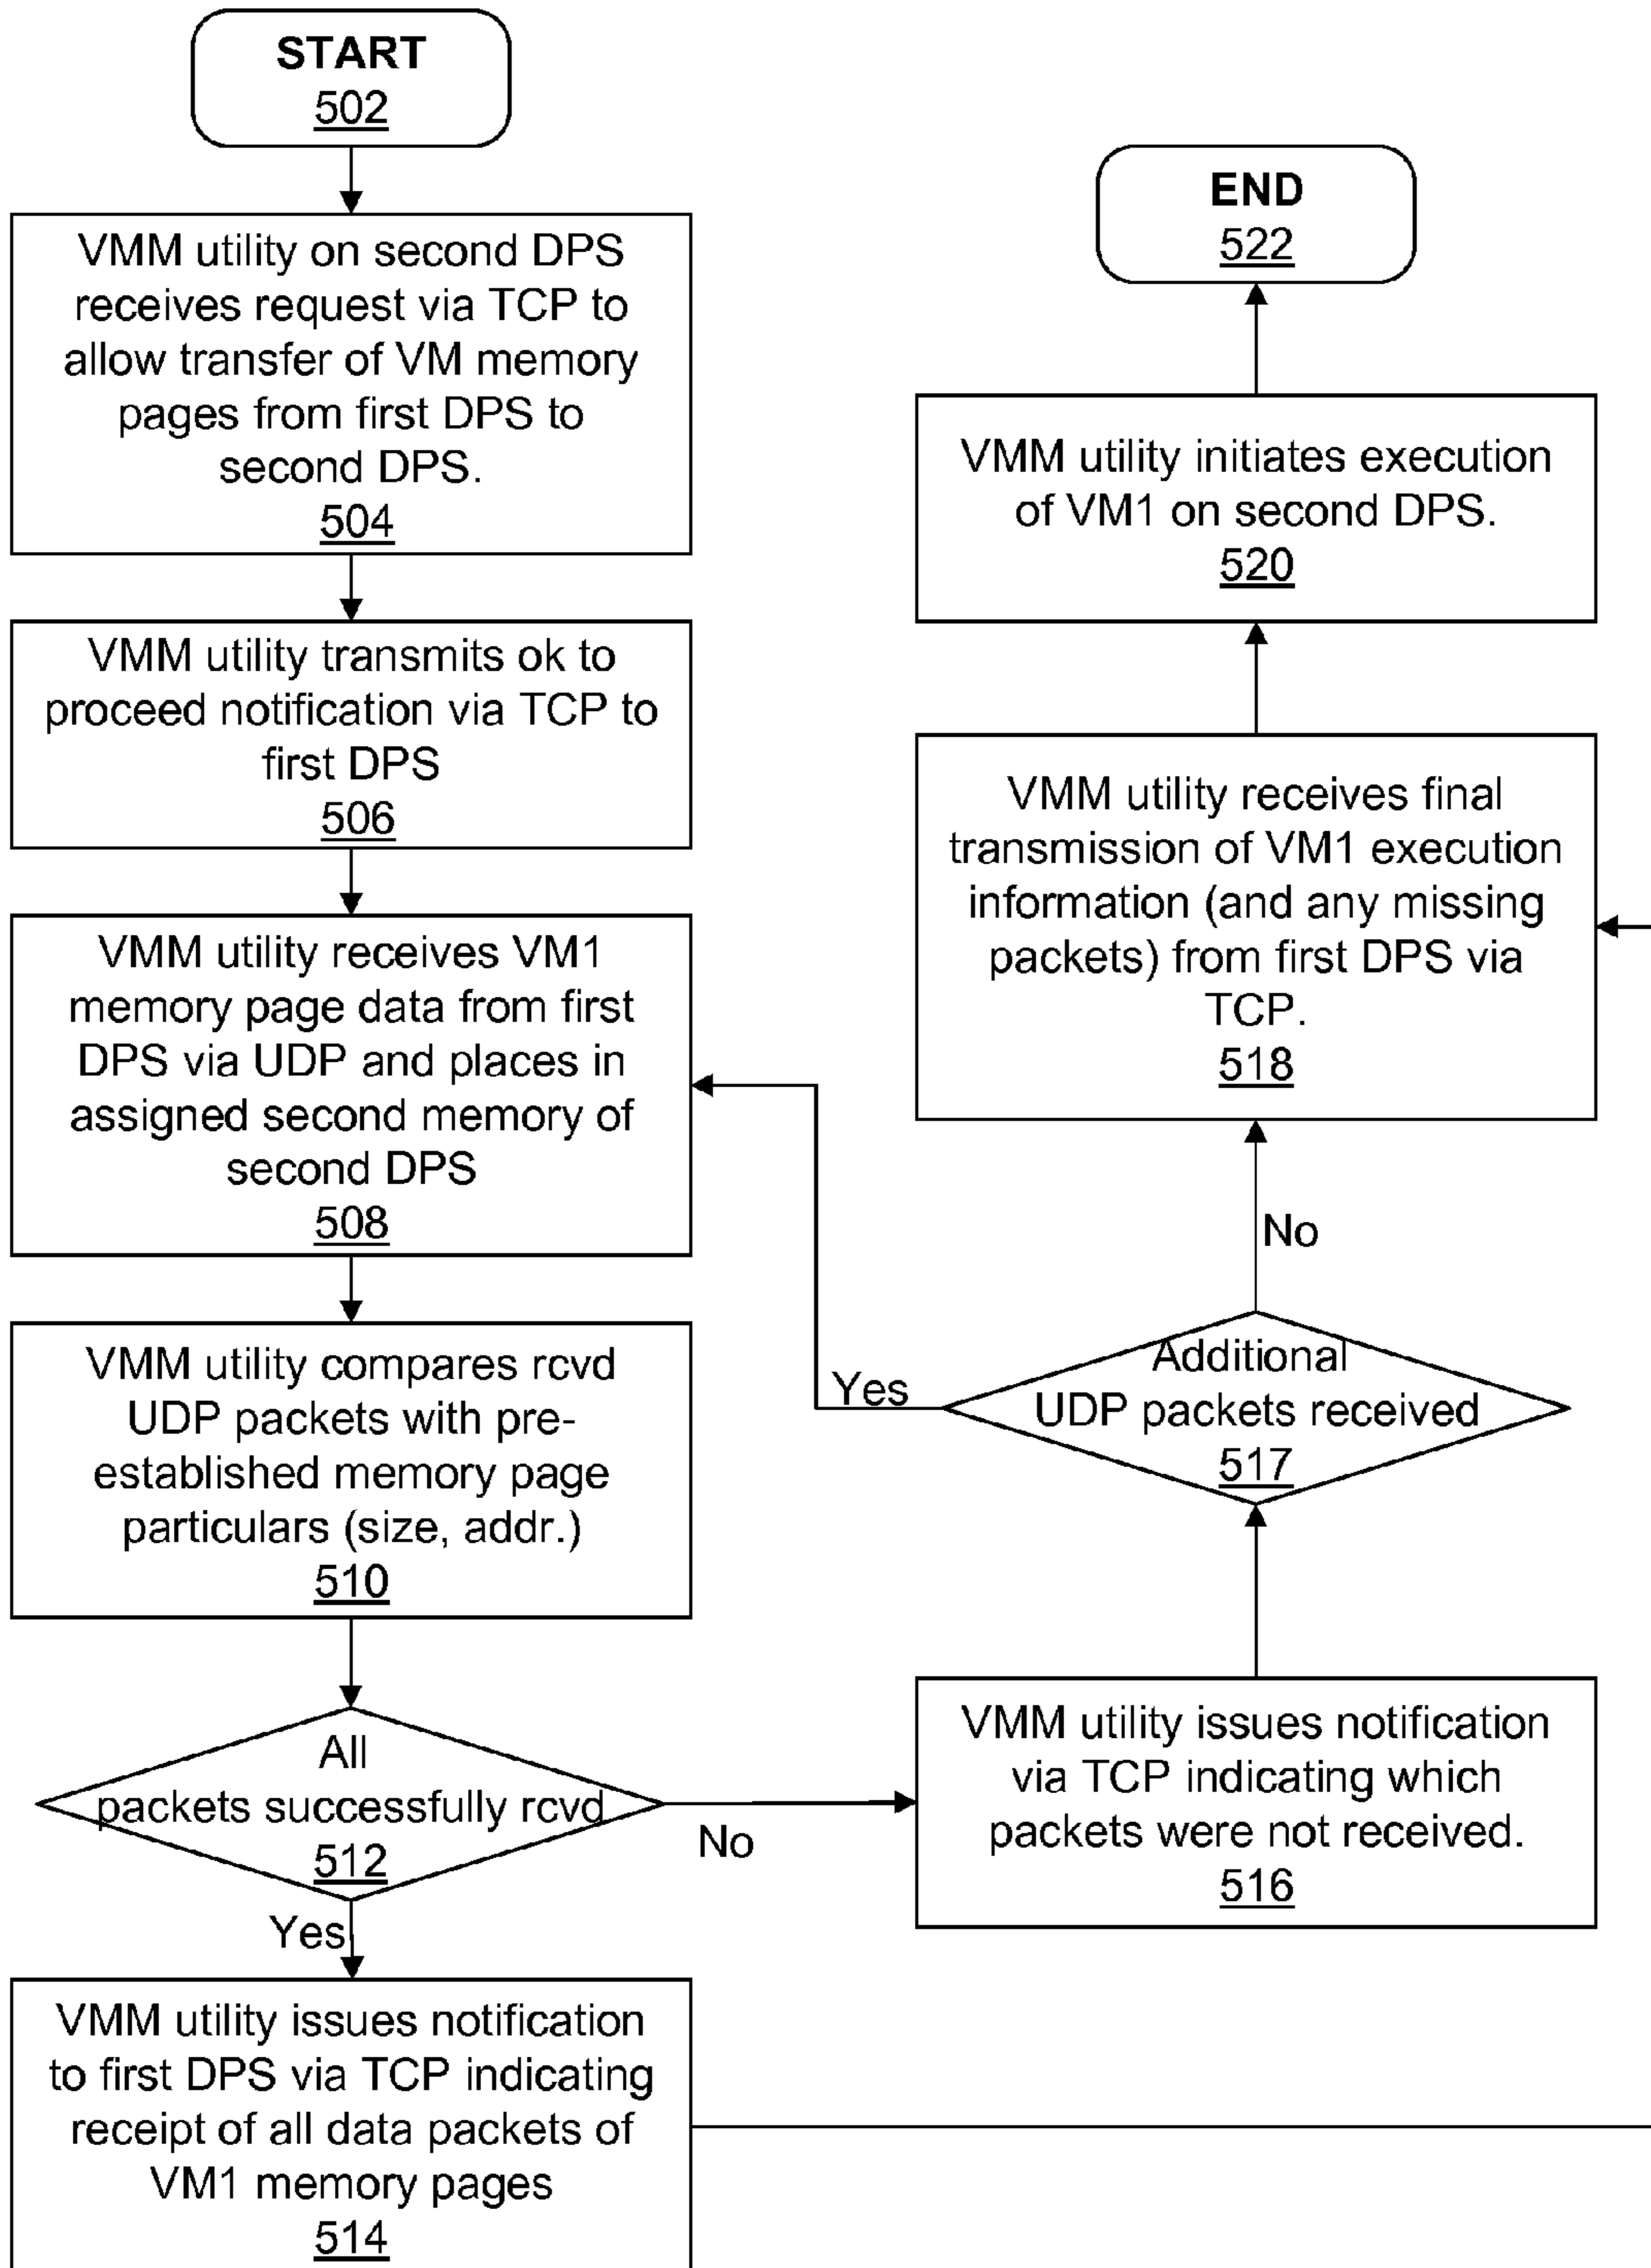 START
502
VMM utility on second DPS
receives request via TCP to
allow transfer of VM memory
pages from first DPS to
second DPS.
504
VMM utility transmits ok to
proceed notification via TCP to
first DPS
506
VMM utility receives VM1
memory page data from first
DPS via UDP and places in
assigned second memory of
second DPS
508
VMM utility compares rcvd
UDP packets with pre-
established memory page
particulars (size, addr.)
510
All
packets successfully rcvd
512
No
Yes
VMM utility issues notification
to first DPS via TCP indicating
receipt of all data packets of
VM1 memory pages
514
VMM utility issues notification
via TCP indicating which
packets were not received.
516
Additional
UDP packets received
517
Yes
No
VMM utility receives final
transmission of VM1 execution
information (and any missing
packets) from first DPS via
TCP.
518
VMM utility initiates execution
of VM1 on second DPS.
520
END
522